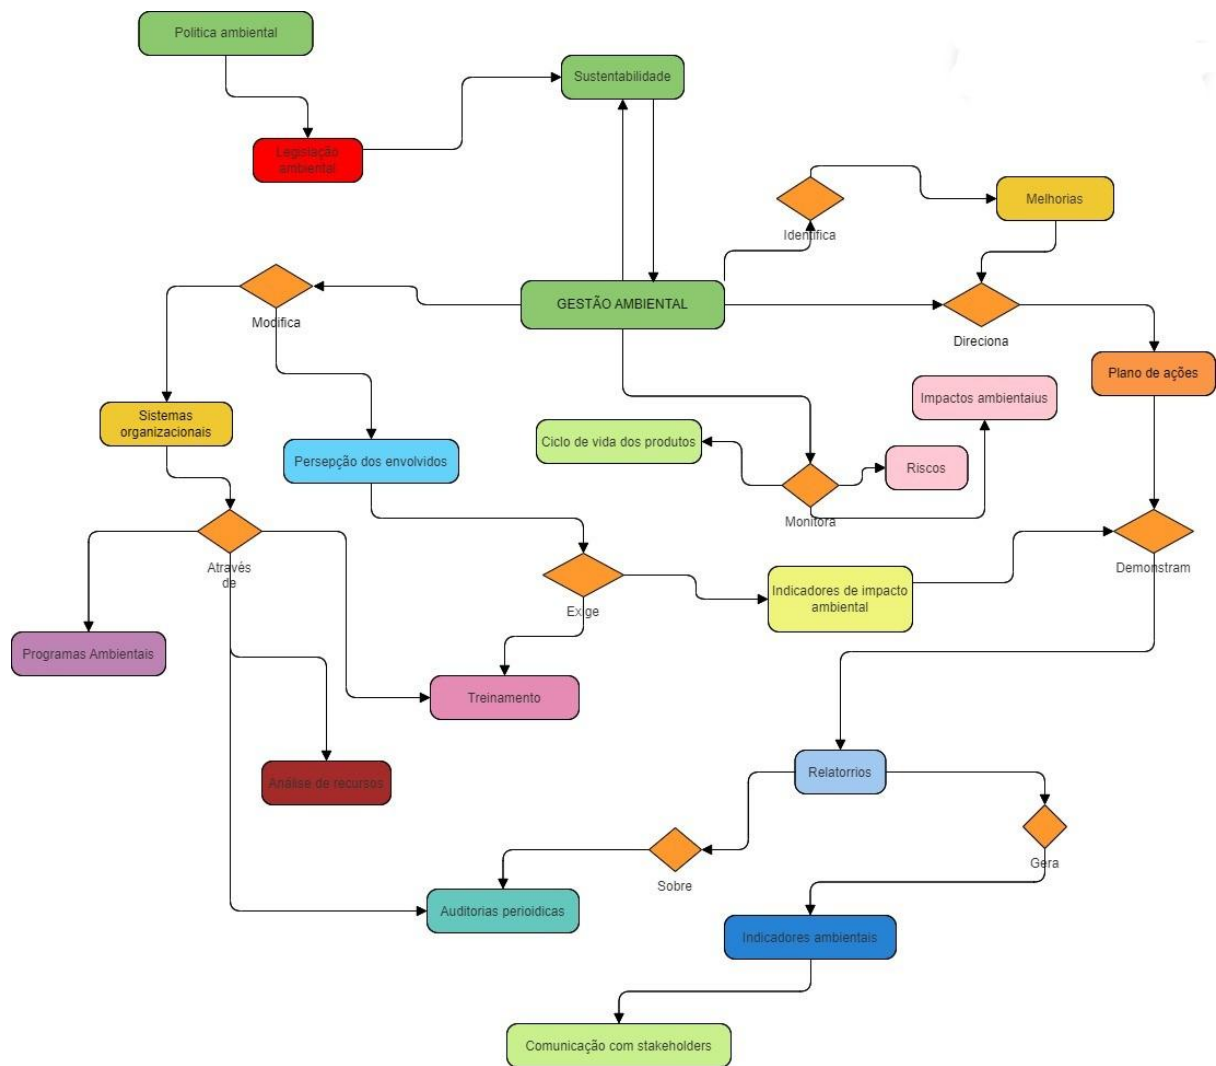 Politica ambiental
Sustentabilidade
Legislação
ambiental
Melhorias
Identifica
GESTÃO AMBIENTAL
Modifica
Direciona
Plano de ações
Impactos ambientaius
Sistemas
organizacionais
Ciclo de vida dos produtos
Persepção dos envolvidos
Riscos
Monitora
Através
de
Demonstram
Indicadores de impacto
ambiental
Exige
Programas Ambientais
Treinamento
Análise de recursos
Relatorrios
Gera
Sobre
Auditorias perioidicas
Indicadores ambientais
Comunicação com stakeholders